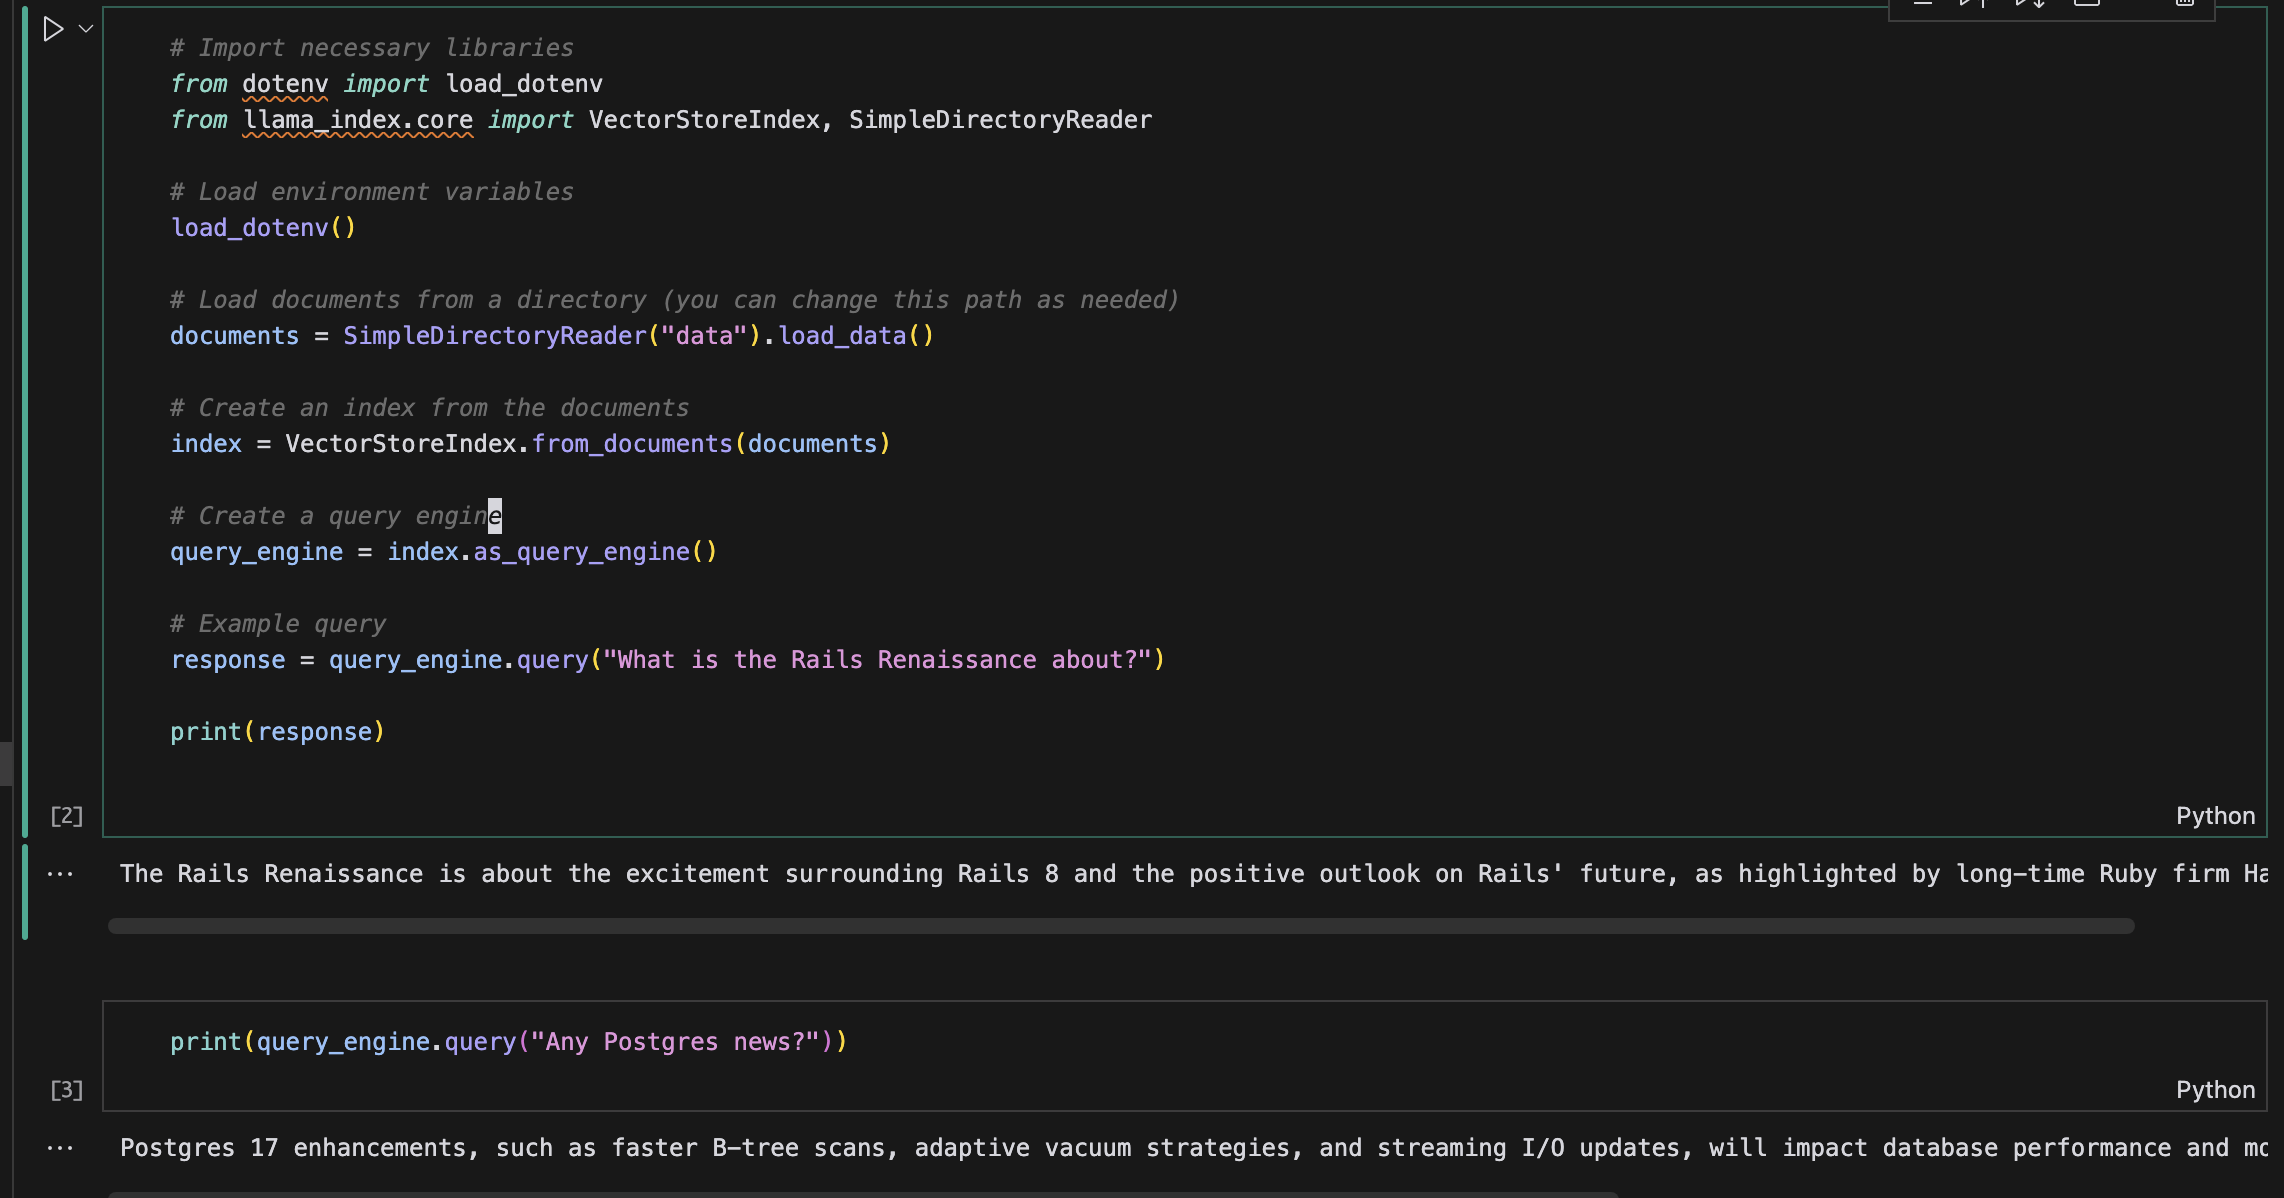 # Import necessary libraries
from dotenv import load_dotenv
from llama_index.core import VectorStoreIndex, SimpleDirectoryReader
# Load environment variables
load_dotenv()
# Load documents from a directory (you can change this path as needed)
documents = SimpleDirectoryReader("data").load_data()
# Create an index from the documents
index = VectorStoreIndex.from_documents(documents)
# Create a query engine
query_engine = index.as_query_engine()
# Example query
response = query_engine.query("What is the Rails Renaissance about?")
print(response)
[2]
Python
The Rails Renaissance is about the excitement surrounding Rails 8 and the positive outlook on Rails' future, as highlighted by long-time Ruby firm Ha
print(query_engine.query("Any Postgres news?"))
[3]
Python
Postgres 17 enhancements, such as faster B-tree scans, adaptive vacuum strategies, and streaming I/O updates, will impact database performance and mo